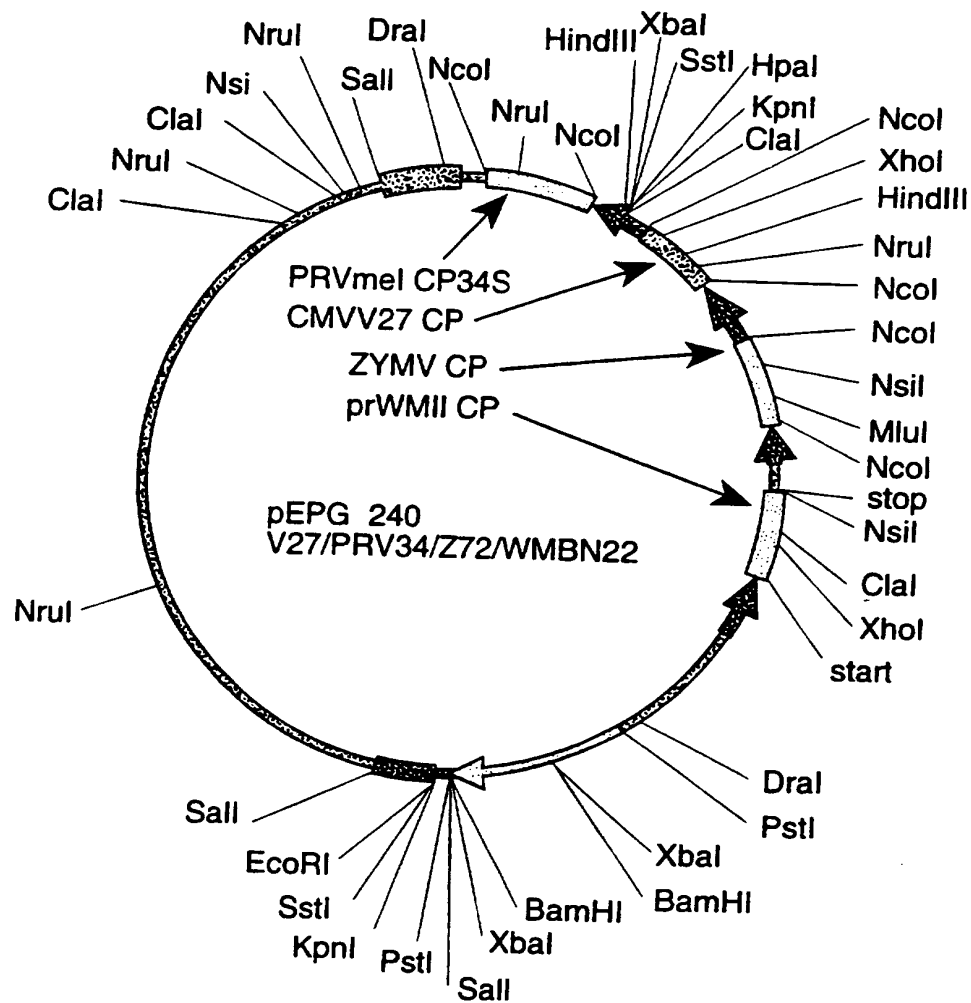 NruI
DraI
HindIII
XbaI
Nsi
SalI
NcoI
SstI
HpaI
ClaI
NruI
NcoI
KpnI
ClaI
NcoI
NruI
XhoI
ClaI
HindIII
NruI
PRVmeI CP34S
CMVV27 CP
NcoI
ZYMV CP
NcoI
prWMII CP
NsiI
MluI
NcoI
stop
pEPG 240
V27/PRV34/Z72/WMBN22
NsiI
ClaI
NruI
XhoI
start
DraI
PstI
SalI
EcoRI
XbaI
SstI
BamHI
BamHI
KpnI
PstI
XbaI
SalI